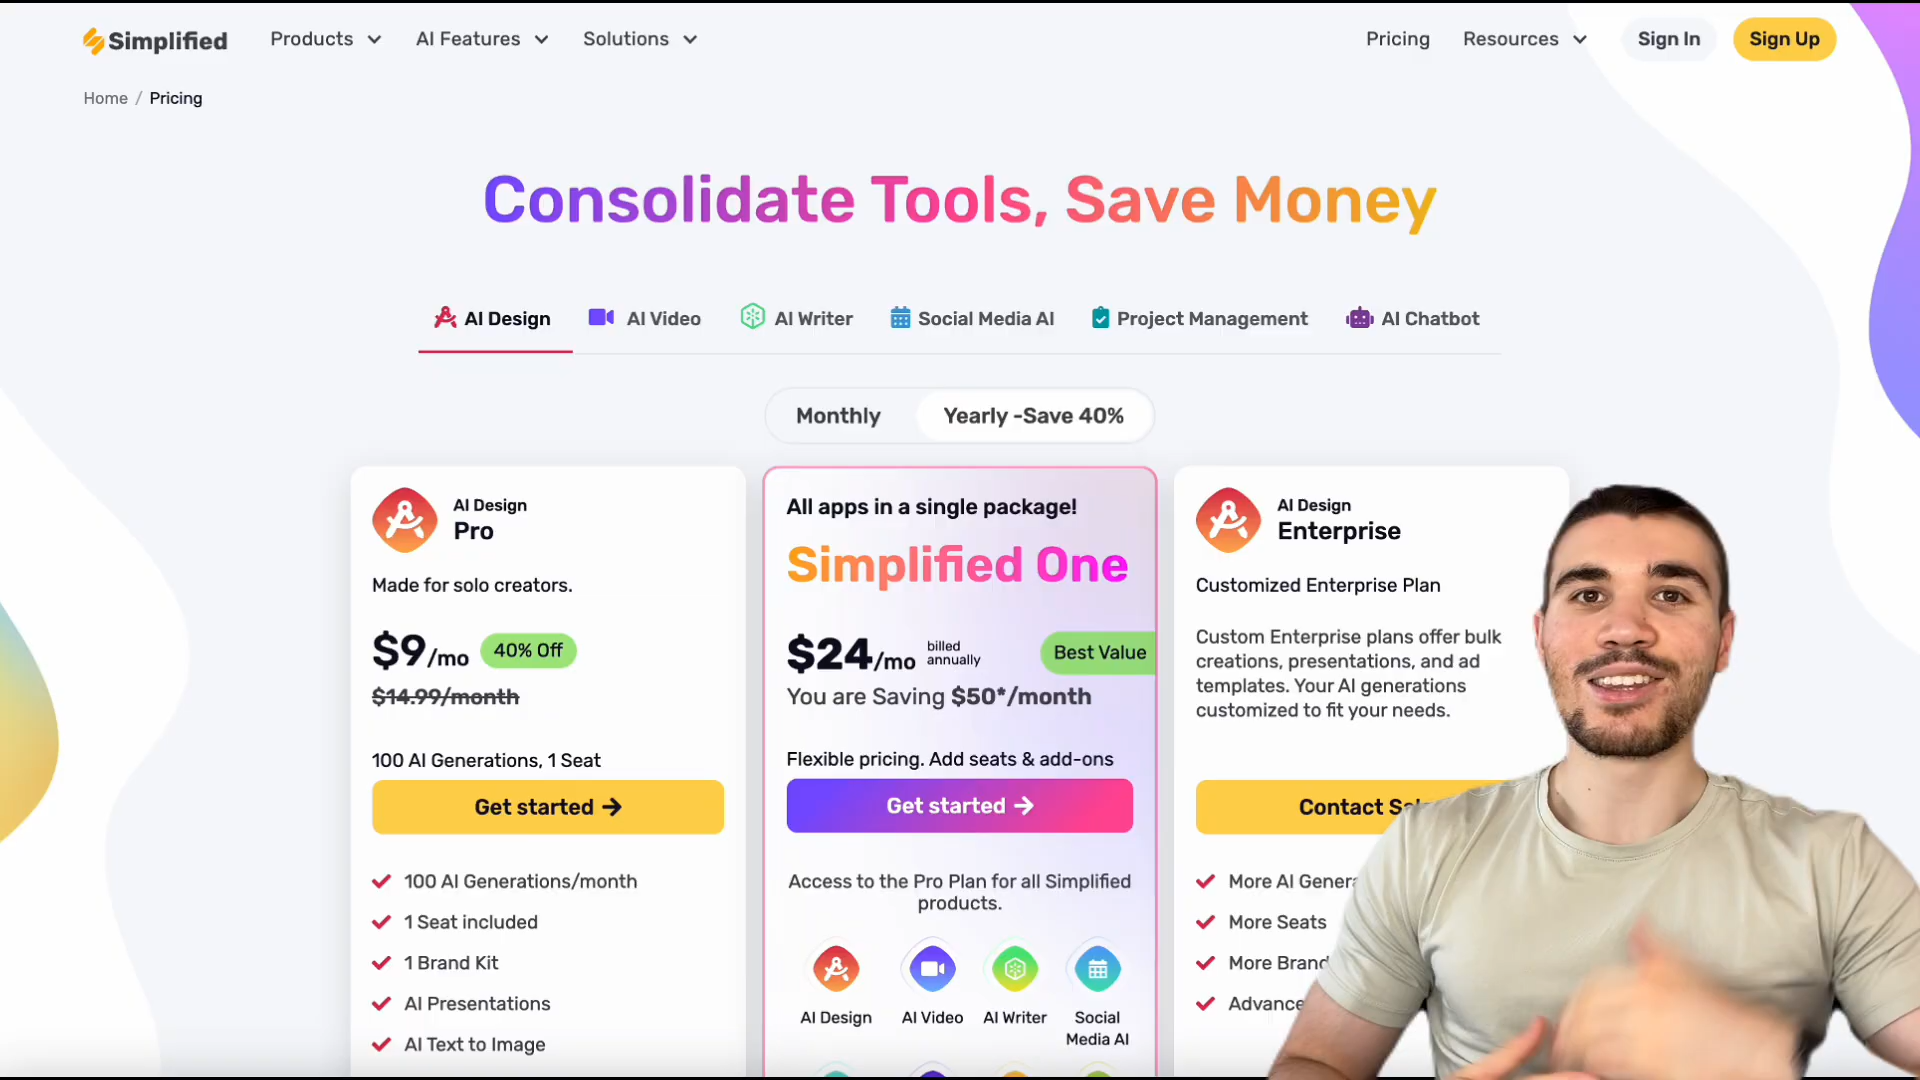 Simplified
Products
AI Features
Solutions
Pricing
Resources
Sign In
Sign Up
Home / Pricing
Consolidate Tools, Save Money
AI Design
AI Video
AI Writer
Social Media AI
Project Management
AI Chatbot
Monthly
Yearly -Save 40%
AI Design
Pro
Made for solo creators.
$9/mo
40% Off
$14.99/month
100 AI Generations, 1 Seat
Get started →
100 AI Generations/month
1 Seat included
1 Brand Kit
AI Presentations
AI Text to Image
All apps in a single package!
Simplified One
$24/mo
billed
annually
Best Value
You are Saving $50*/month
Flexible pricing. Add seats & add-ons
Get started →
Access to the Pro Plan for all Simplified
products.
AI Design
AI Video
AI Writer
Social
Media AI
AI Design
Enterprise
Customized Enterprise Plan
Custom Enterprise plans offer bulk
creations, presentations, and ad
templates. Your AI generations
customized to fit your needs.
Contact
More AI
More Seats
More Brand